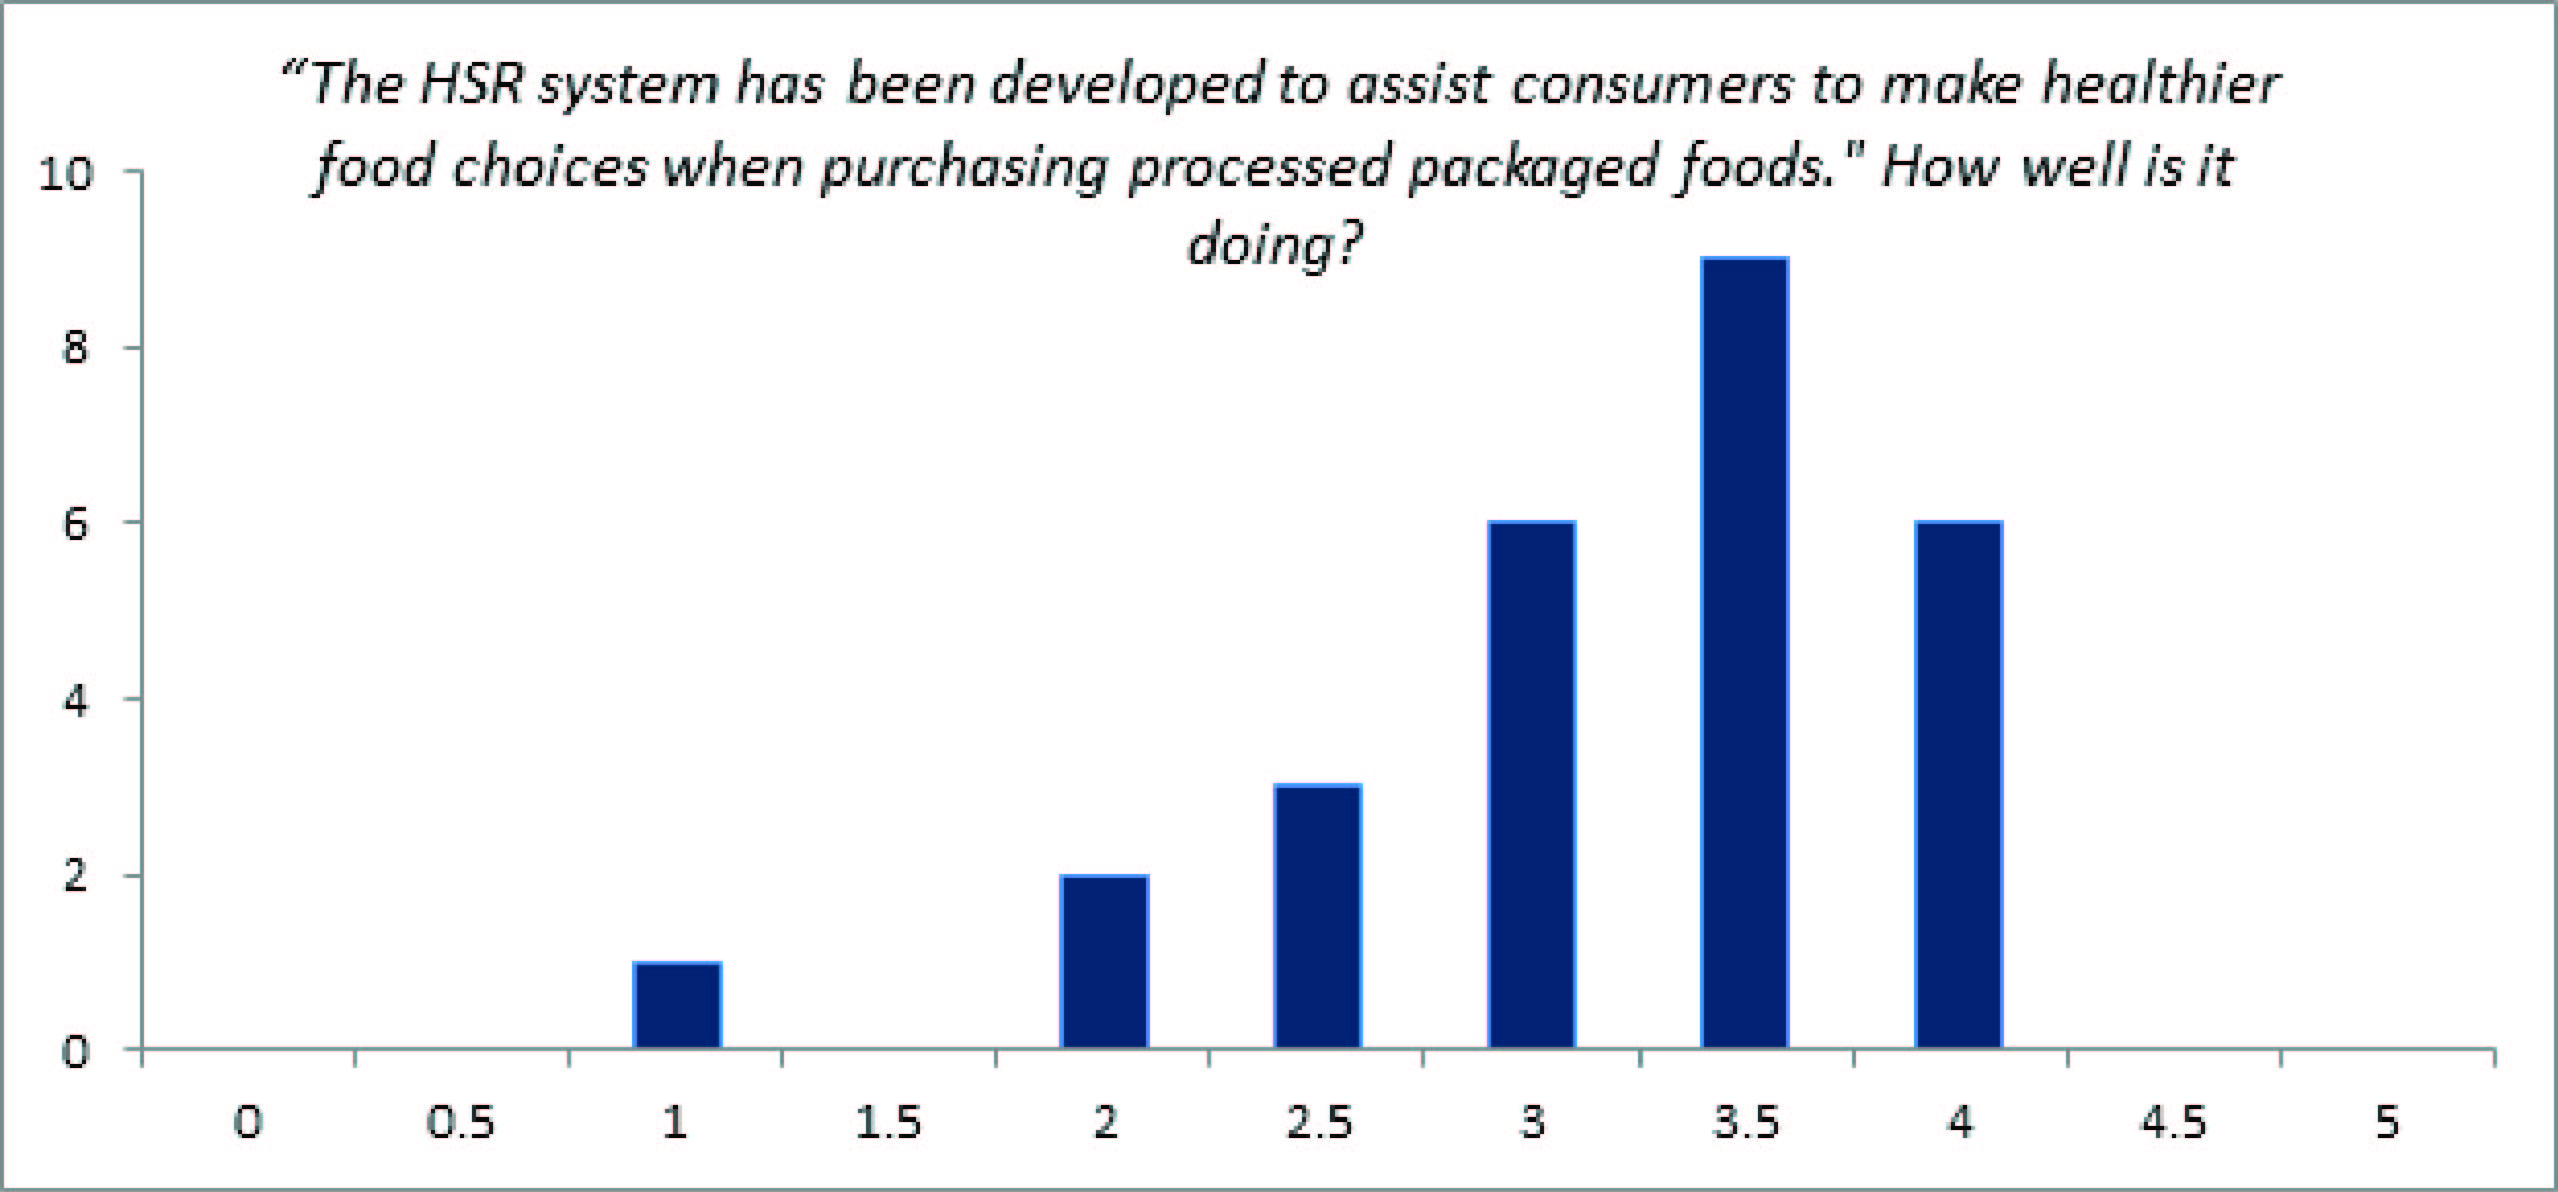 “The HSR system has been developed to assist consumers to make healthier
food choices when purchasing processed packaged foods." How well is it
doing?
10
8
6
4
2
0
0 0.5 1 1.5 2 2.5 3 3.5 4 4.5 5